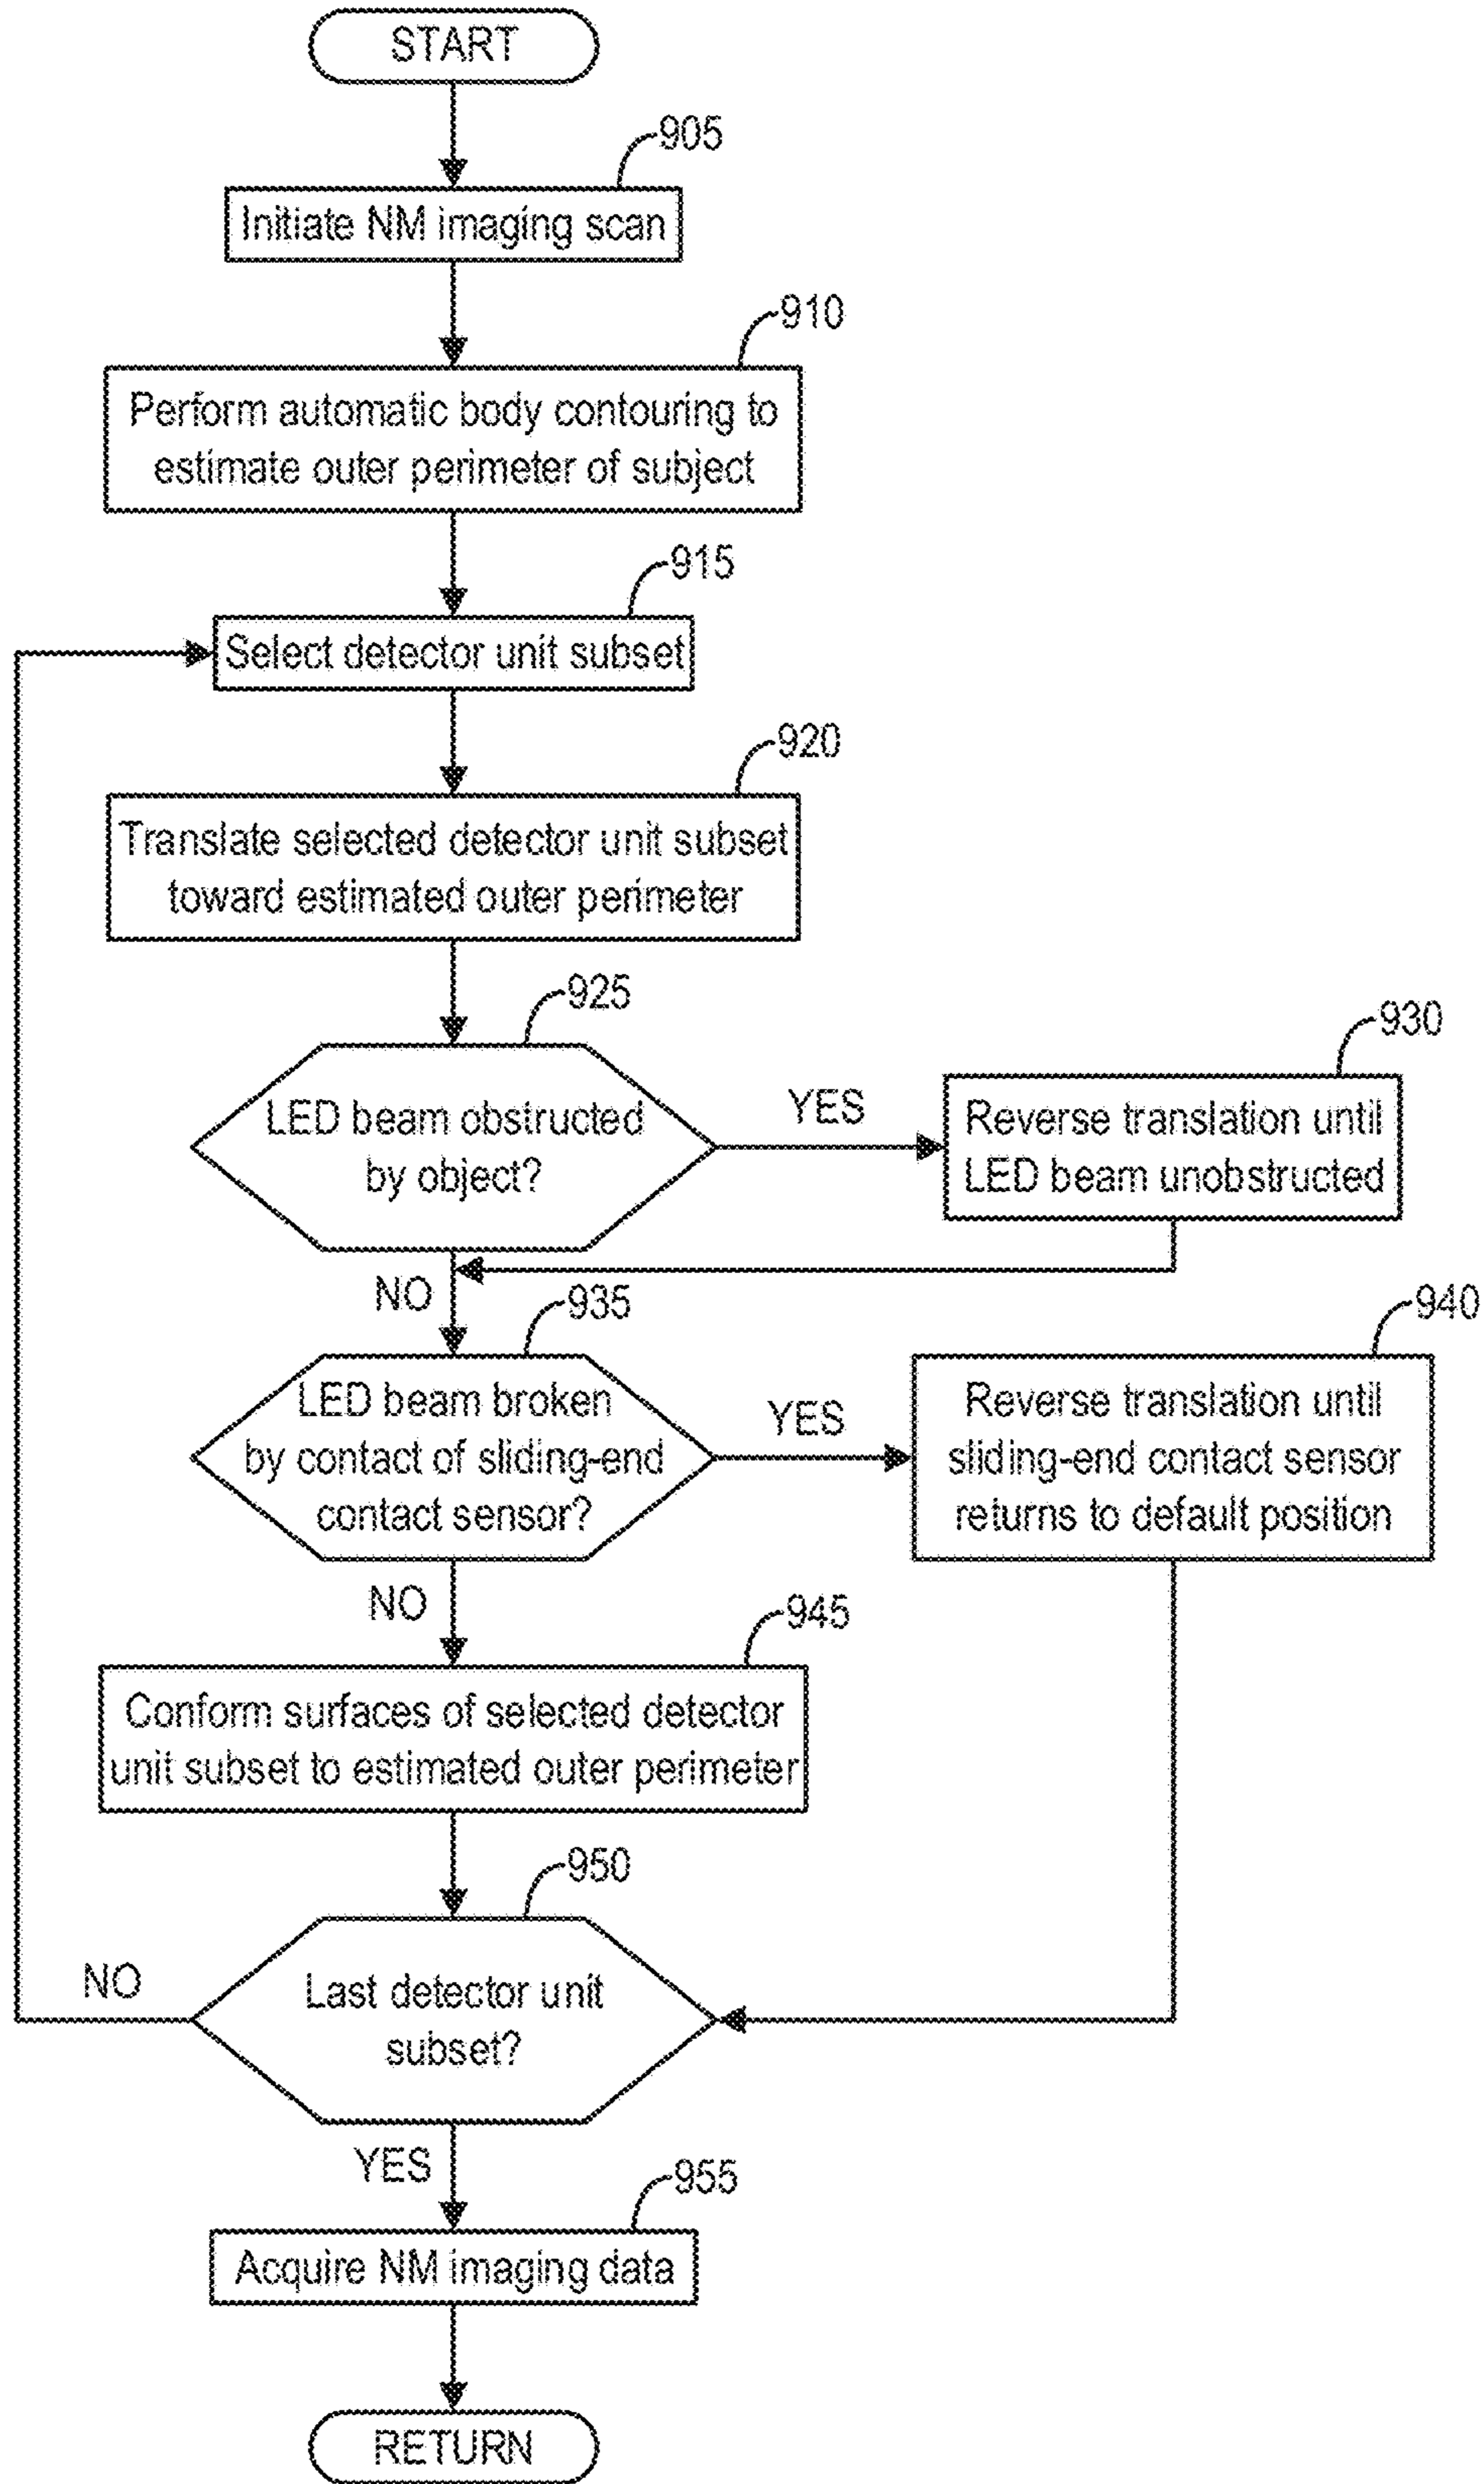 START
905
Initiate NM imaging scan
910
Perform automatic body contouring to
estimate outer perimeter of subject
915
Select detector unit subset
920
Translate selected detector unit subset
toward estimated outer perimeter
925
LED beam obstructed
by object?
YES
930
Reverse translation until
LED beam unobstructed
NO
935
LED beam broken
by contact of sliding-end
contact sensor?
YES
940
Reverse translation until
sliding-end contact sensor
returns to default position
NO
945
Conform surfaces of selected detector
unit subset to estimated outer perimeter
950
Last detector unit
subset?
NO
YES
955
Acquire NM imaging data
RETURN